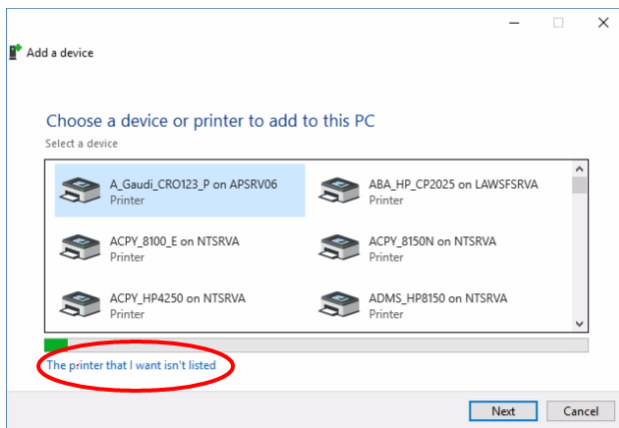 Add a device
Choose a device or printer to add to this PC
Select a device
A_Gaudi_CRO123_P on APSRV06
Printer
ABA_HP_CP2025 on LAWSFSRVA
Printer
ACPY_8100_E on NTSRVA
Printer
ACPY_8150N on NTSRVA
Printer
ACPY_HP4250 on NTSRVA
Printer
ADMS_HP8150 on NTSRVA
Printer
The printer that I want isn't listed
Next
Cancel